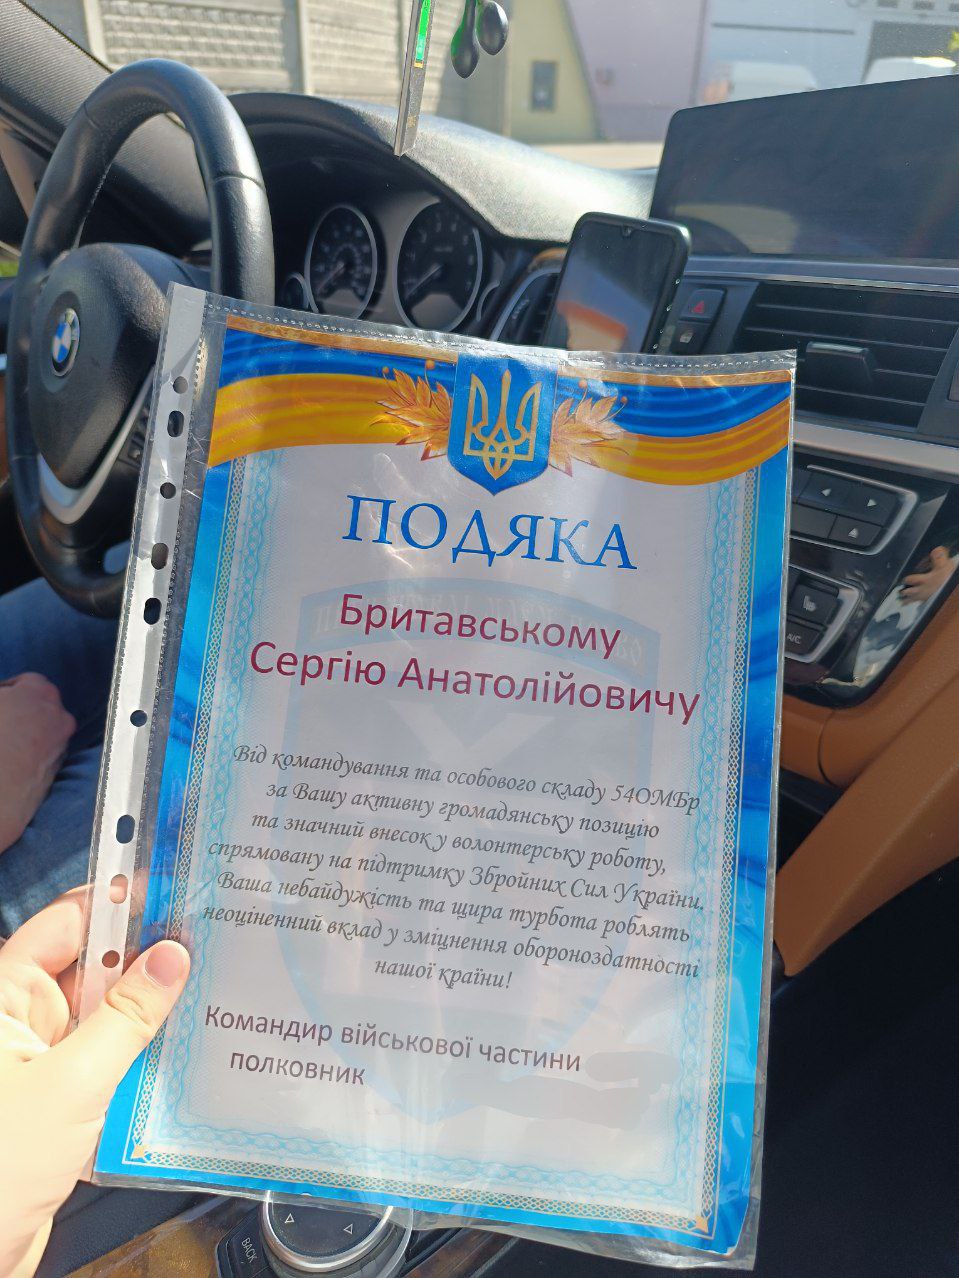 ПОДЯКА
Бритавському
Сергію Анатолійовичу
Від командування та особового складу 54ОМБр
за Вашу активну громадянську позицію
та значний внесок у волонтерську роботу,
спрямовану на підтримку Збройних Сил України.
Ваша небайдужість та щира турбота роблять
неоціненний вклад у зміцнення обороноздатності
нашої країни!
Командир військової частини
полковник
A/C
BACK